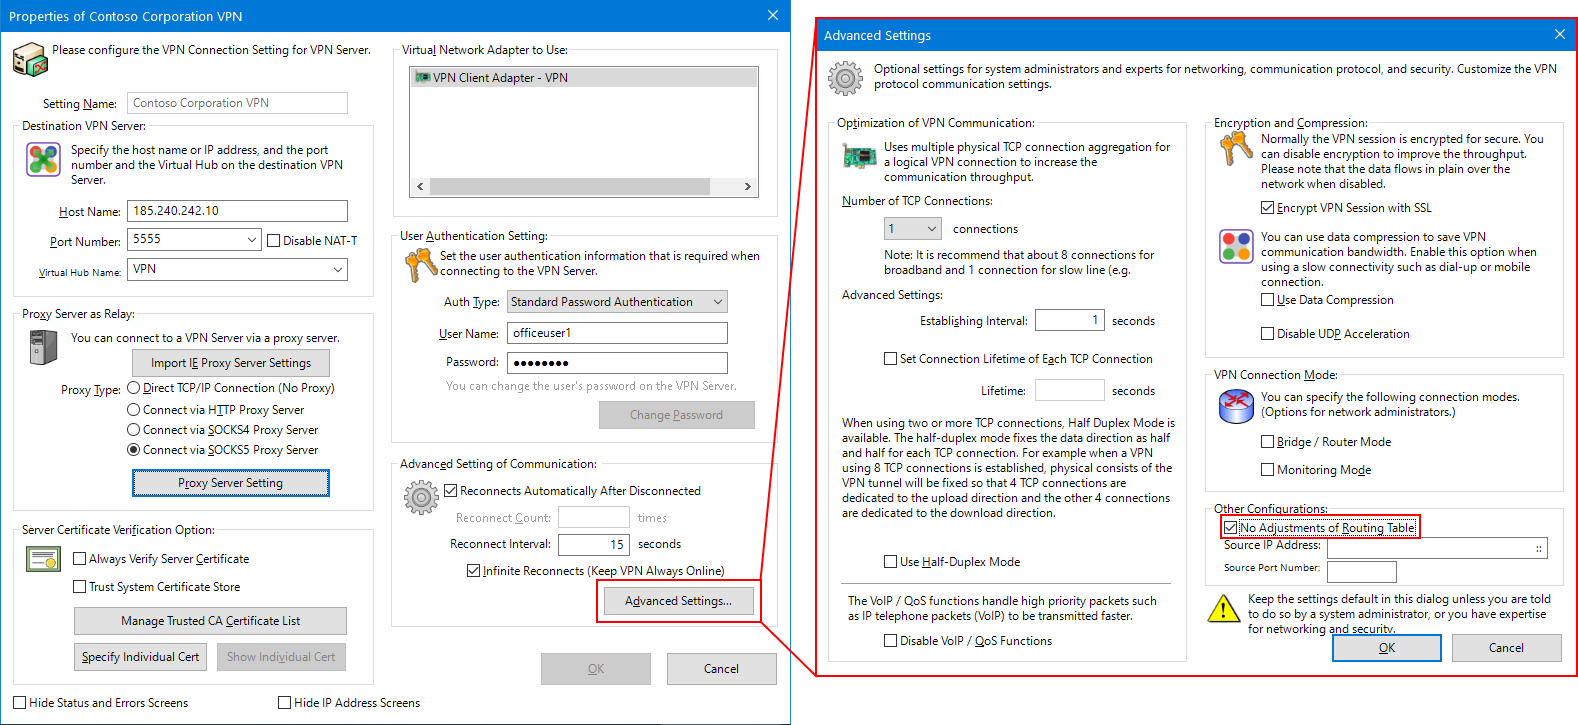 Properties of Contoso Corporation VPN
Please configure the VPN Connection Setting for VPN Server.
Setting Name:
Contoso Corporation VPN
Destination VPN Server:
Specify the host name or IP address, and the port
number and the Virtual Hub on the destination VPN
Server.
Host Name:
185.240.242.10
Port Number:
5555
Disable NAT-T
Virtual Hub Name:
VPN
Proxy Server as Relay:
You can connect to a VPN Server via a proxy server.
Import IE Proxy Server Settings
Proxy Type:
Direct TCP/IP Connection (No Proxy)
Connect via HTTP Proxy Server
Connect via SOCKS4 Proxy Server
Connect via SOCKS5 Proxy Server
Proxy Server Setting
Server Certificate Verification Option:
Always Verify Server Certificate
Trust System Certificate Store
Manage Trusted CA Certificate List
Specify Individual Cert
Show Individual Cert
Hide Status and Errors Screens
Hide IP Address Screens
Virtual Network Adapter to Use:
VPN Client Adapter - VPN
User Authentication Setting:
Set the user authentication information that is required when
connecting to the VPN Server.
Auth Type:
Standard Password Authentication
User Name:
officeuser1
Password:
●●●●●●●●
You can change the user's password on the VPN Server.
Change Password
Advanced Setting of Communication:
Reconnects Automatically After Disconnected
Reconnect Count:
times
Reconnect Interval:
15
seconds
Infinite Reconnects (Keep VPN Always Online)
Advanced Settings...
OK
Cancel
Advanced Settings
Optional settings for system administrators and experts for networking, communication protocol, and security. Customize the VPN
protocol communication settings.
Optimization of VPN Communication:
Uses multiple physical TCP connection aggregation for
a logical VPN connection to increase the
communication throughput.
Number of TCP Connections:
1
connections
Note: It is recommend that about 8 connections for
broadband and 1 connection for slow line (e.g.
Advanced Settings:
Establishing Interval:
1
seconds
Set Connection Lifetime of Each TCP Connection
Lifetime:
seconds
When using two or more TCP connections, Half Duplex Mode is
available. The half-duplex mode fixes the data direction as half
and half for each TCP connection. For example when a VPN
using 8 TCP connections is established, physical consists of the
VPN tunnel will be fixed so that 4 TCP connections are
dedicated to the upload direction and the other 4 connections
are dedicated to the download direction.
Use Half-Duplex Mode
The VoIP / QoS functions handle high priority packets such
as IP telephone packets (VoIP) to be transmitted faster.
Disable VoIP / QoS Functions
Encryption and Compression:
Normally the VPN session is encrypted for secure. You
can disable encryption to improve the throughput.
Please note that the data flows in plain over the
network when disabled.
Encrypt VPN Session with SSL
You can use data compression to save VPN
communication bandwidth. Enable this option when
using a slow connectivity such as dial-up or mobile
connection.
Use Data Compression
Disable UDP Acceleration
VPN Connection Mode:
You can specify the following connection modes.
(Options for network administrators.)
Bridge / Router Mode
Monitoring Mode
Other Configurations:
No Adjustments of Routing Table
Source IP Address:
::
Source Port Number:
Keep the settings default in this dialog unless you are told
to do so by a system administrator, or you have expertise
for networking and security.
OK
Cancel